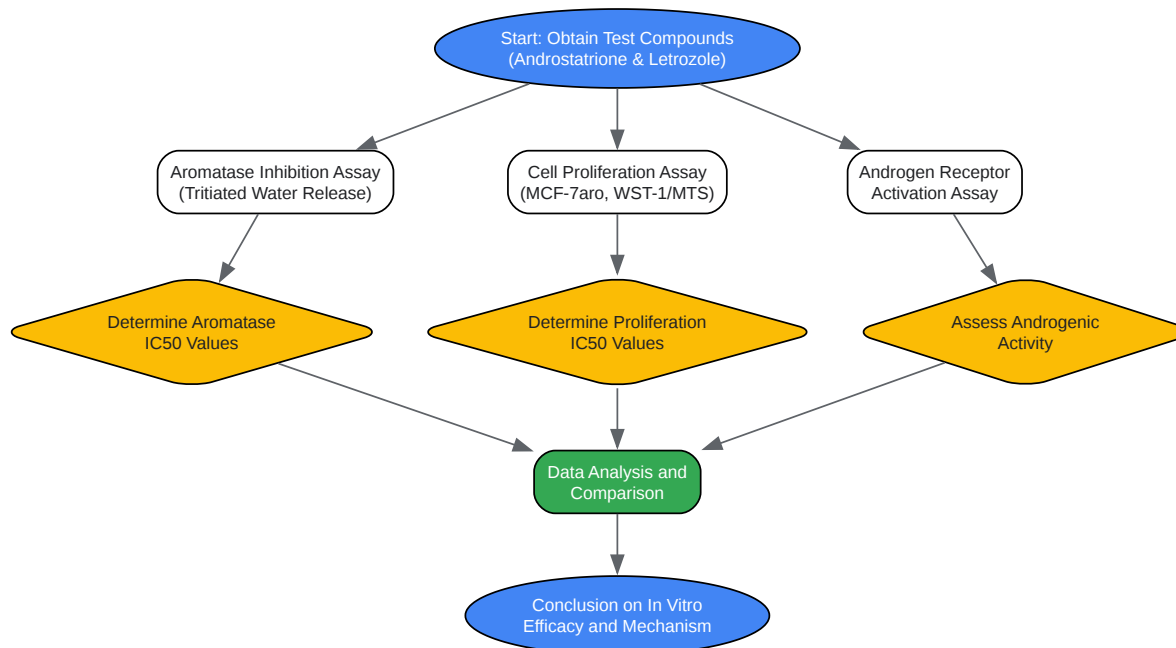 Start: Obtain Test Compounds
(Androstatrione & Letrozole)
Aromatase Inhibition Assay
(Tritiated Water Release)
Cell Proliferation Assay
(MCF-7aro, WST-1/MTS)
Androgen Receptor
Activation Assay
Determine Aromatase
IC50 Values
Determine Proliferation
IC50 Values
Assess Androgenic
Activity
Data Analysis and
Comparison
Conclusion on In Vitro
Efficacy and Mechanism